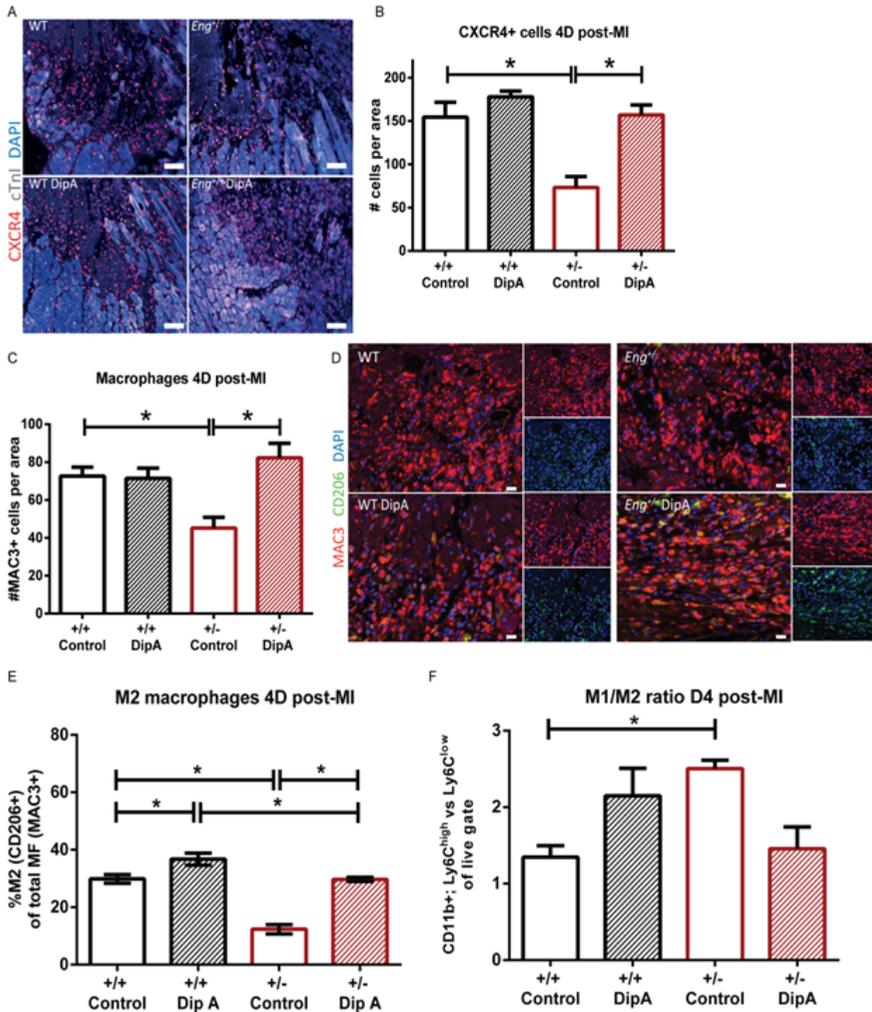 A
WT
Eng+/-
WT DipA
Eng+/- DipA
CXCR4 cTnI DAPI
B
CXCR4+ cells 4D post-MI
# cells per area
200
150
100
50
0
*
*
+/+ Control
+/+ DipA
+/- Control
+/- DipA
C
Macrophages 4D post-MI
#MAC3+ cells per area
100
80
60
40
20
0
*
*
+/+ Control
+/+ DipA
+/- Control
+/- DipA
D
WT
Eng+/-
WT DipA
Eng+/- DipA
MAC3 CD206 DAPI
E
M2 macrophages 4D post-MI
%M2 (CD206+)
of total MF (MAC3+)
80
60
40
20
0
*
*
*
*
+/+ Control
+/+ Dip A
+/- Control
+/- Dip A
F
M1/M2 ratio D4 post-MI
CD11b+; Ly6Chigh vs Ly6Clow
of live gate
3
2
1
0
*
+/+ Control
+/+ DipA
+/- Control
+/- DipA